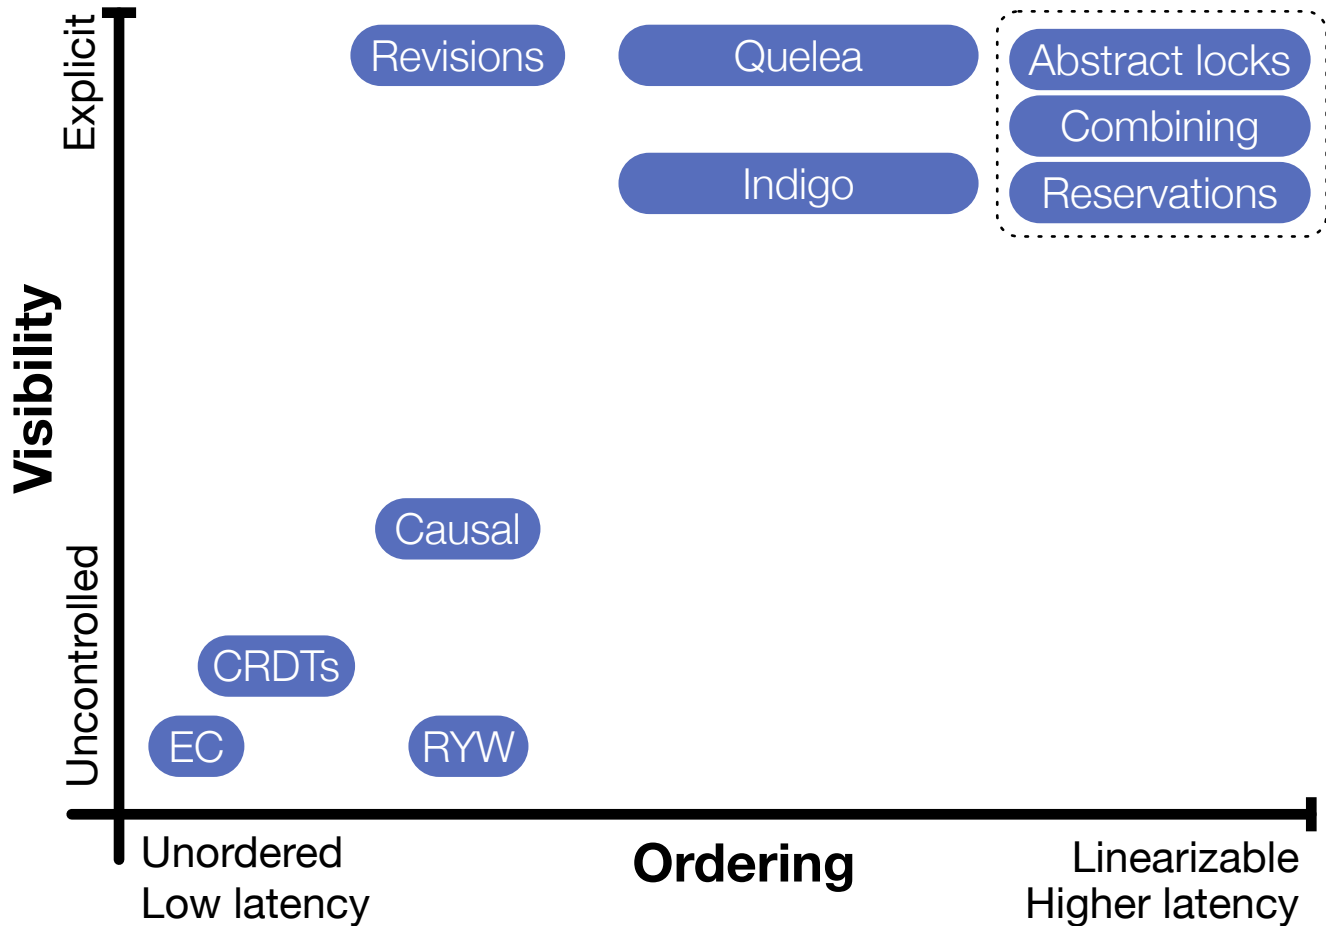 Explicit
Revisions
Quelea
Abstract locks
Combining
Indigo
Reservations
Visibility
Causal
Uncontrolled
CRDTs
EC
RYW
Unordered
Low latency
Ordering
Linearizable
Higher latency